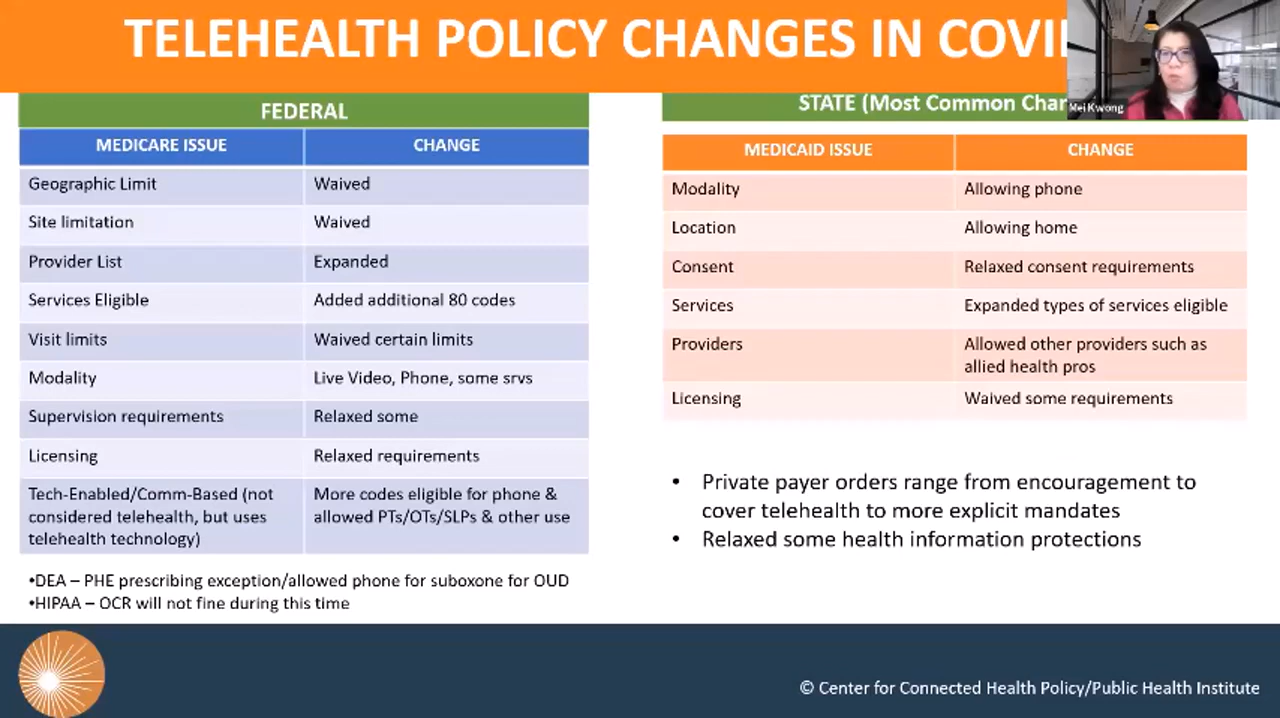 TELEHEALTH POLICY CHANGES IN COVI
Mei Kwong
FEDERAL
MEDICARE ISSUE CHANGE
Geographic Limit Waived
Site limitation Waived
Provider List Expanded
Services Eligible Added additional 80 codes
Visit limits Waived certain limits
Modality Live Video, Phone, some srvs
Supervision requirements Relaxed some
Licensing Relaxed requirements
Tech-Enabled/Comm-Based (not More codes eligible for phone &
considered telehealth, but uses allowed PTs/OTs/SLPs & other use
telehealth technology)
•DEA – PHE prescribing exception/allowed phone for suboxone for OUD
•HIPAA – OCR will not fine during this time
STATE (Most Common Chan
MEDICAID ISSUE CHANGE
Modality Allowing phone
Location Allowing home
Consent Relaxed consent requirements
Services Expanded types of services eligible
Providers Allowed other providers such as
allied health pros
Licensing Waived some requirements
• Private payer orders range from encouragement to
cover telehealth to more explicit mandates
• Relaxed some health information protections
© Center for Connected Health Policy/Public Health Institute